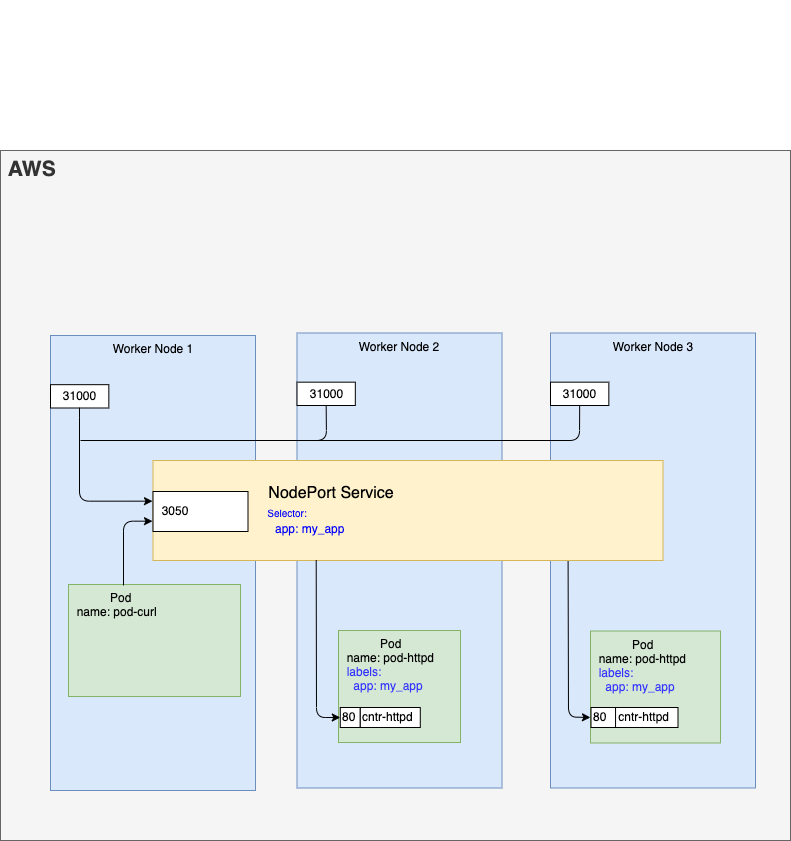 AWS
Worker Node 1
Worker Node 2
Worker Node 3
31000
31000
31000
3050
NodePort Service
Selector:
app: my_app
Pod
name: pod-curl
Pod
name: pod-httpd
labels:
app: my_app
80 cntr-httpd
Pod
name: pod-httpd
labels:
app: my_app
80 cntr-httpd